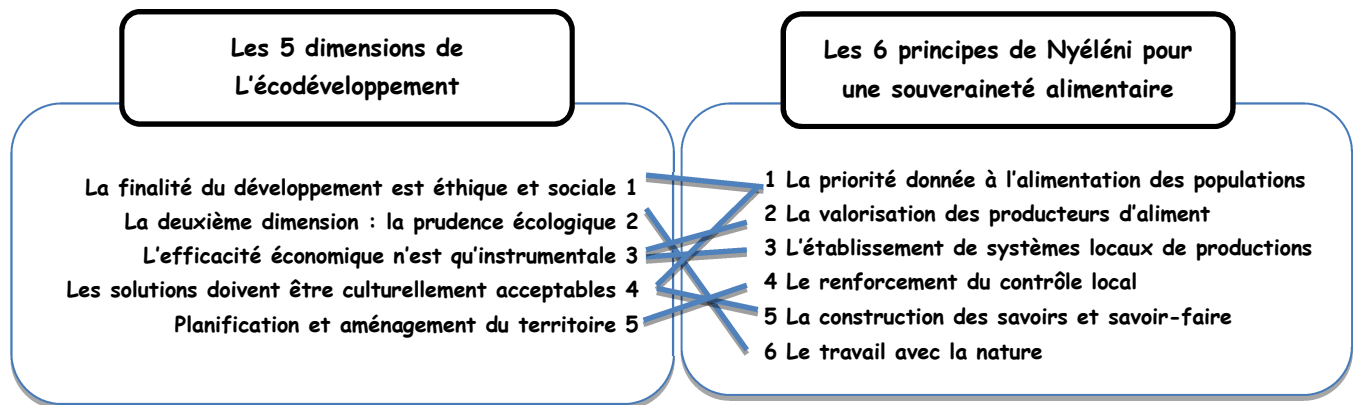 Les 5 dimensions de
L'écodéveloppement
La finalité du développement est éthique et sociale 1
La deuxième dimension : la prudence écologique 2
L'efficacité économique n'est qu'instrumentale 3
Les solutions doivent être culturellement acceptables 4
Planification et aménagement du territoire 5
Les 6 principes de Nyéléni pour
une souveraineté alimentaire
1 La priorité donnée à l'alimentation des populations
2 La valorisation des producteurs d'aliment
3 L'établissement de systèmes locaux de productions
4 Le renforcement du contrôle local
5 La construction des savoirs et savoir-faire
6 Le travail avec la nature